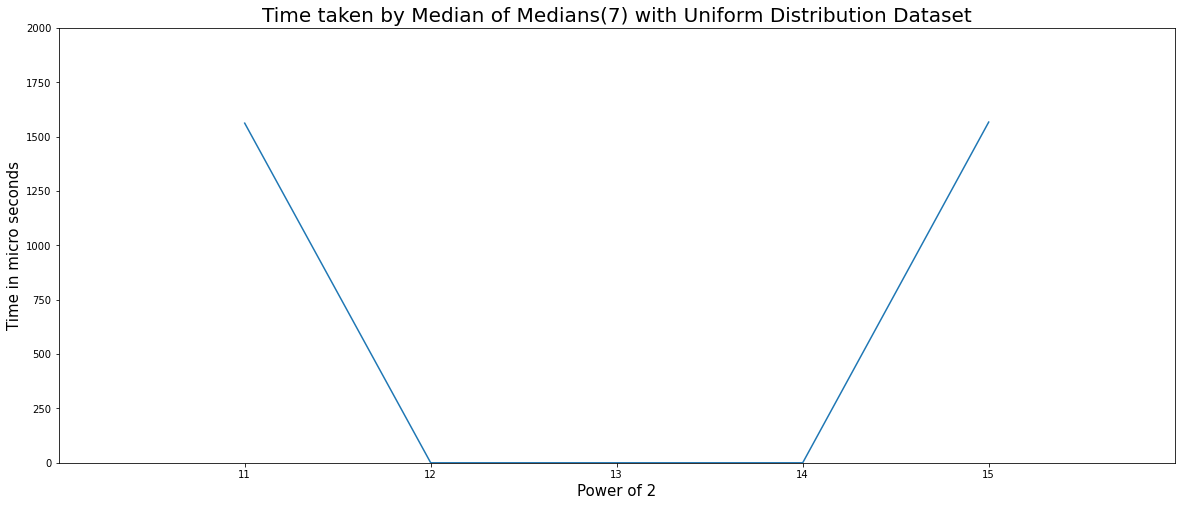 Time taken by Median of Medians(7) with Uniform Distribution Dataset
2000
1750
1500
1250
1000
750
500
250
0
Time in micro seconds
11 12 13 14 15
Power of 2